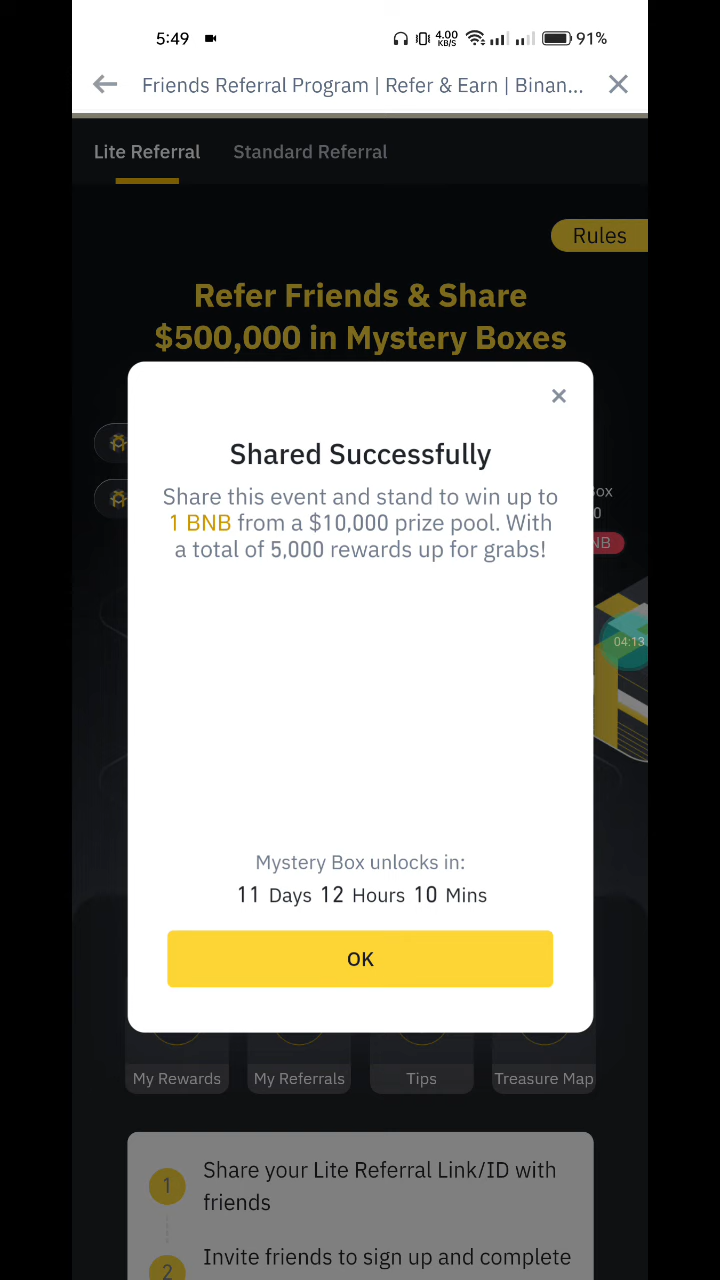 5:49 4.00 KB/S 91%
Friends Referral Program | Refer & Earn | Binan...
Lite Referral Standard Referral
Rules
Refer Friends & Share
$500,000 in Mystery Boxes
ox
0
NB
04:13
Shared Successfully
Share this event and stand to win up to
1 BNB from a $10,000 prize pool. With
a total of 5,000 rewards up for grabs!
Mystery Box unlocks in:
11 Days 12 Hours 10 Mins
OK
My Rewards My Referrals Tips Treasure Map
1 Share your Lite Referral Link/ID with
friends
2 Invite friends to sign up and complete